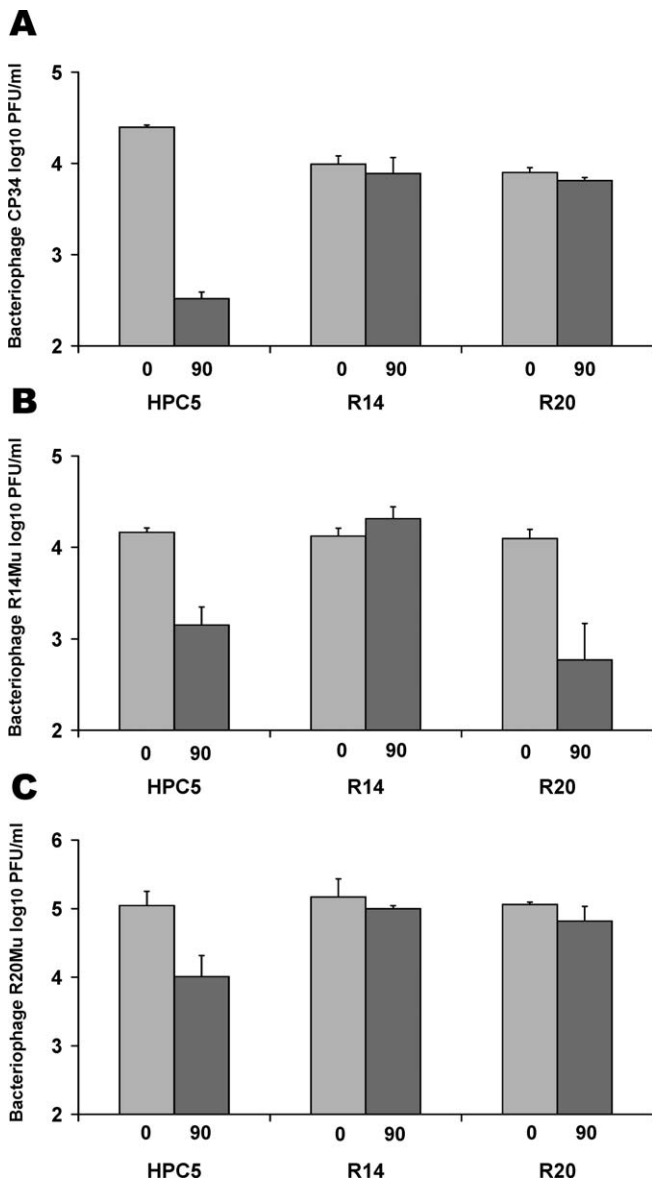 A
Bacteriophage CP34 log10 PFU/ml
5
4
3
2
0 90 0 90 0 90
HPC5 R14 R20
B
Bacteriophage R14Mu log10 PFU/ml
5
4
3
2
0 90 0 90 0 90
HPC5 R14 R20
C
Bacteriophage R20Mu log10 PFU/ml
6
5
4
3
2
0 90 0 90 0 90
HPC5 R14 R20